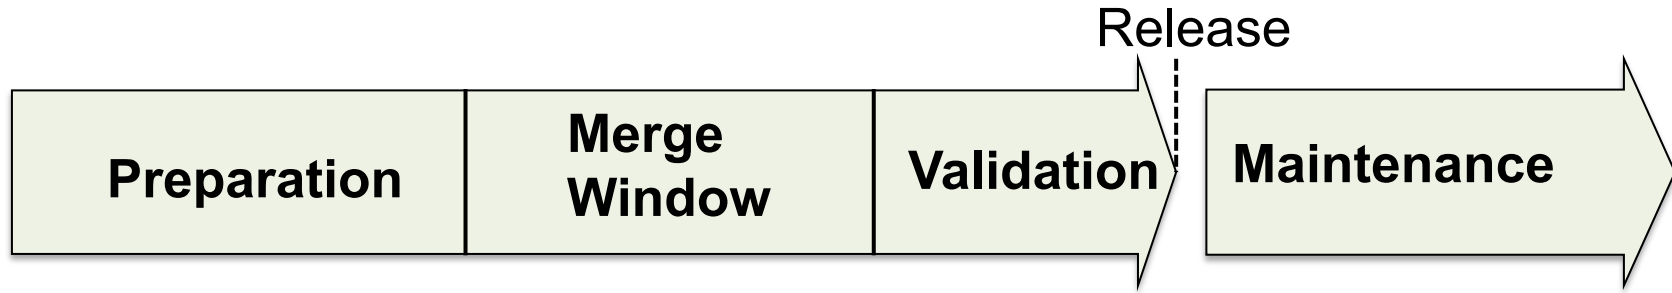 Release
Preparation
Merge
Window
Validation
Maintenance